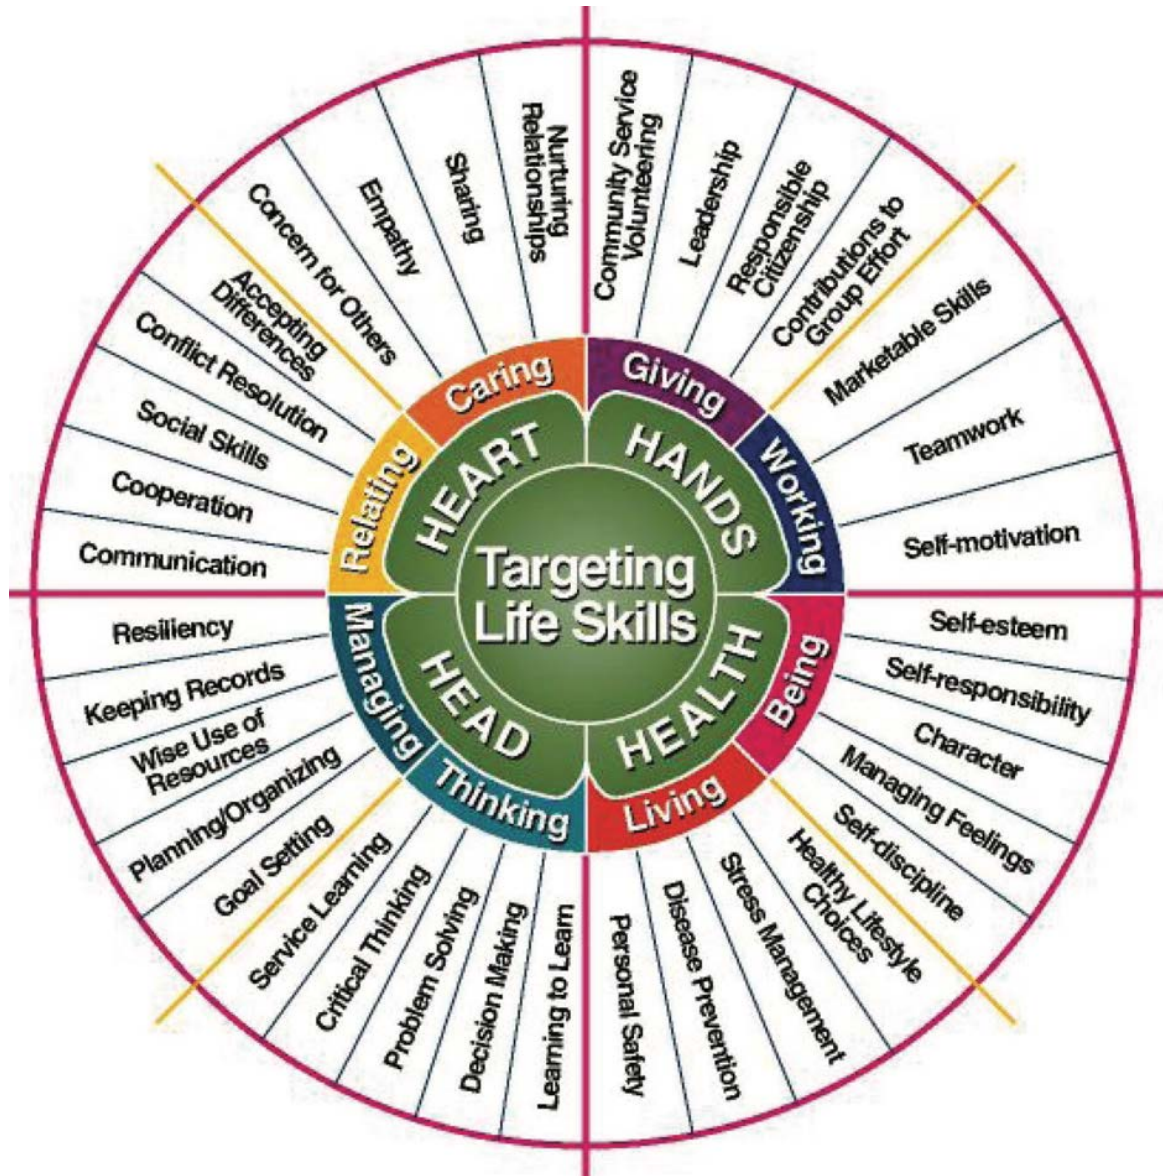 Targeting
Life Skills
HEART
HANDS
HEALTH
HEAD
Caring
Giving
Working
Being
Living
Thinking
Managing
Relating
Community Service
Volunteering
Leadership
Responsible
Citizenship
Contributions to
Group Effort
Marketable Skills
Teamwork
Self-motivation
Self-esteem
Self-responsibility
Character
Managing Feelings
Self-discipline
Healthy Lifestyle
Choices
Stress Management
Disease Prevention
Personal Safety
Learning to Learn
Decision Making
Problem Solving
Critical Thinking
Service Learning
Goal Setting
Planning/Organizing
Wise Use of
Resources
Keeping Records
Resiliency
Communication
Cooperation
Social Skills
Conflict Resolution
Accepting
Differences
Concern for Others
Empathy
Sharing
Nurturing
Relationships